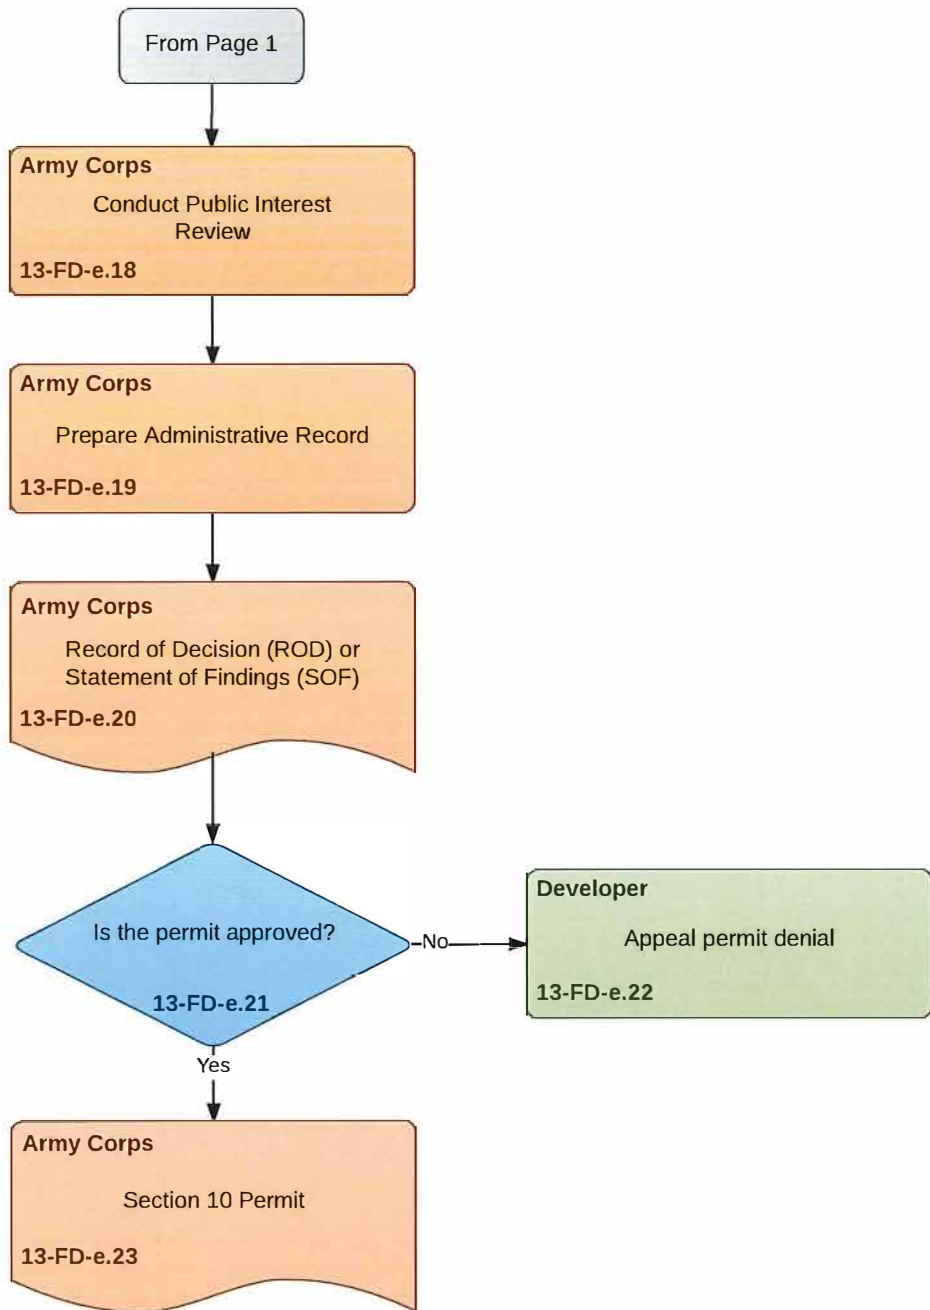 From Page 1
Army Corps
Conduct Public Interest
Review
13-FD-e.18
Army Corps
Prepare Administrative Record
13-FD-e.19
Army Corps
Record of Decision (ROD) or
Statement of Findings (SOF)
13-FD-e.20
Is the permit approved?
13-FD-e.21
No
Developer
Appeal permit denial
13-FD-e.22
Yes
Army Corps
Section 10 Permit
13-FD-e.23